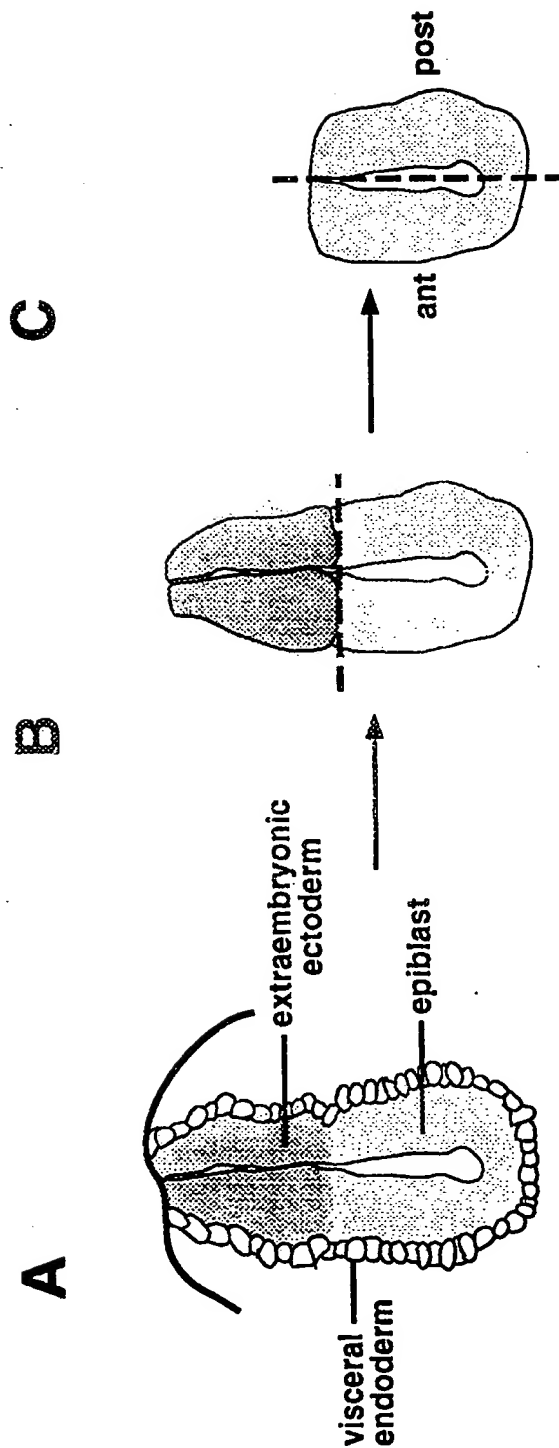 A
B
C
visceral
endoderm
extraembryonic
ectoderm
epiblast
ant
post